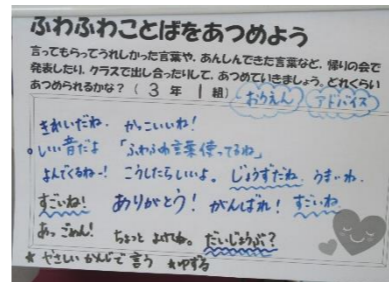 ふわふわことばをあつめよう
言ってもらってうれしかった言葉や、あんしんできた言葉など、帰りの会で
発表したり、クラスで出し合ったりして、あつめていきましょう。どれくらい
あつめられるかな?(3年1組)
おうえん アドバイス
きれいだね。 かっこいいね!
いい音だよ 「ふわふわ言葉使ってるね」
よんでくるね~! こうしたらいいよ。じょうずだね。うまいね。
すごいね! ありがとう! がんばれ! すごいね
あっごめん! ちょっと よけてね。だいじょうぶ?
★やさしいかんじで言う ★ゆずる